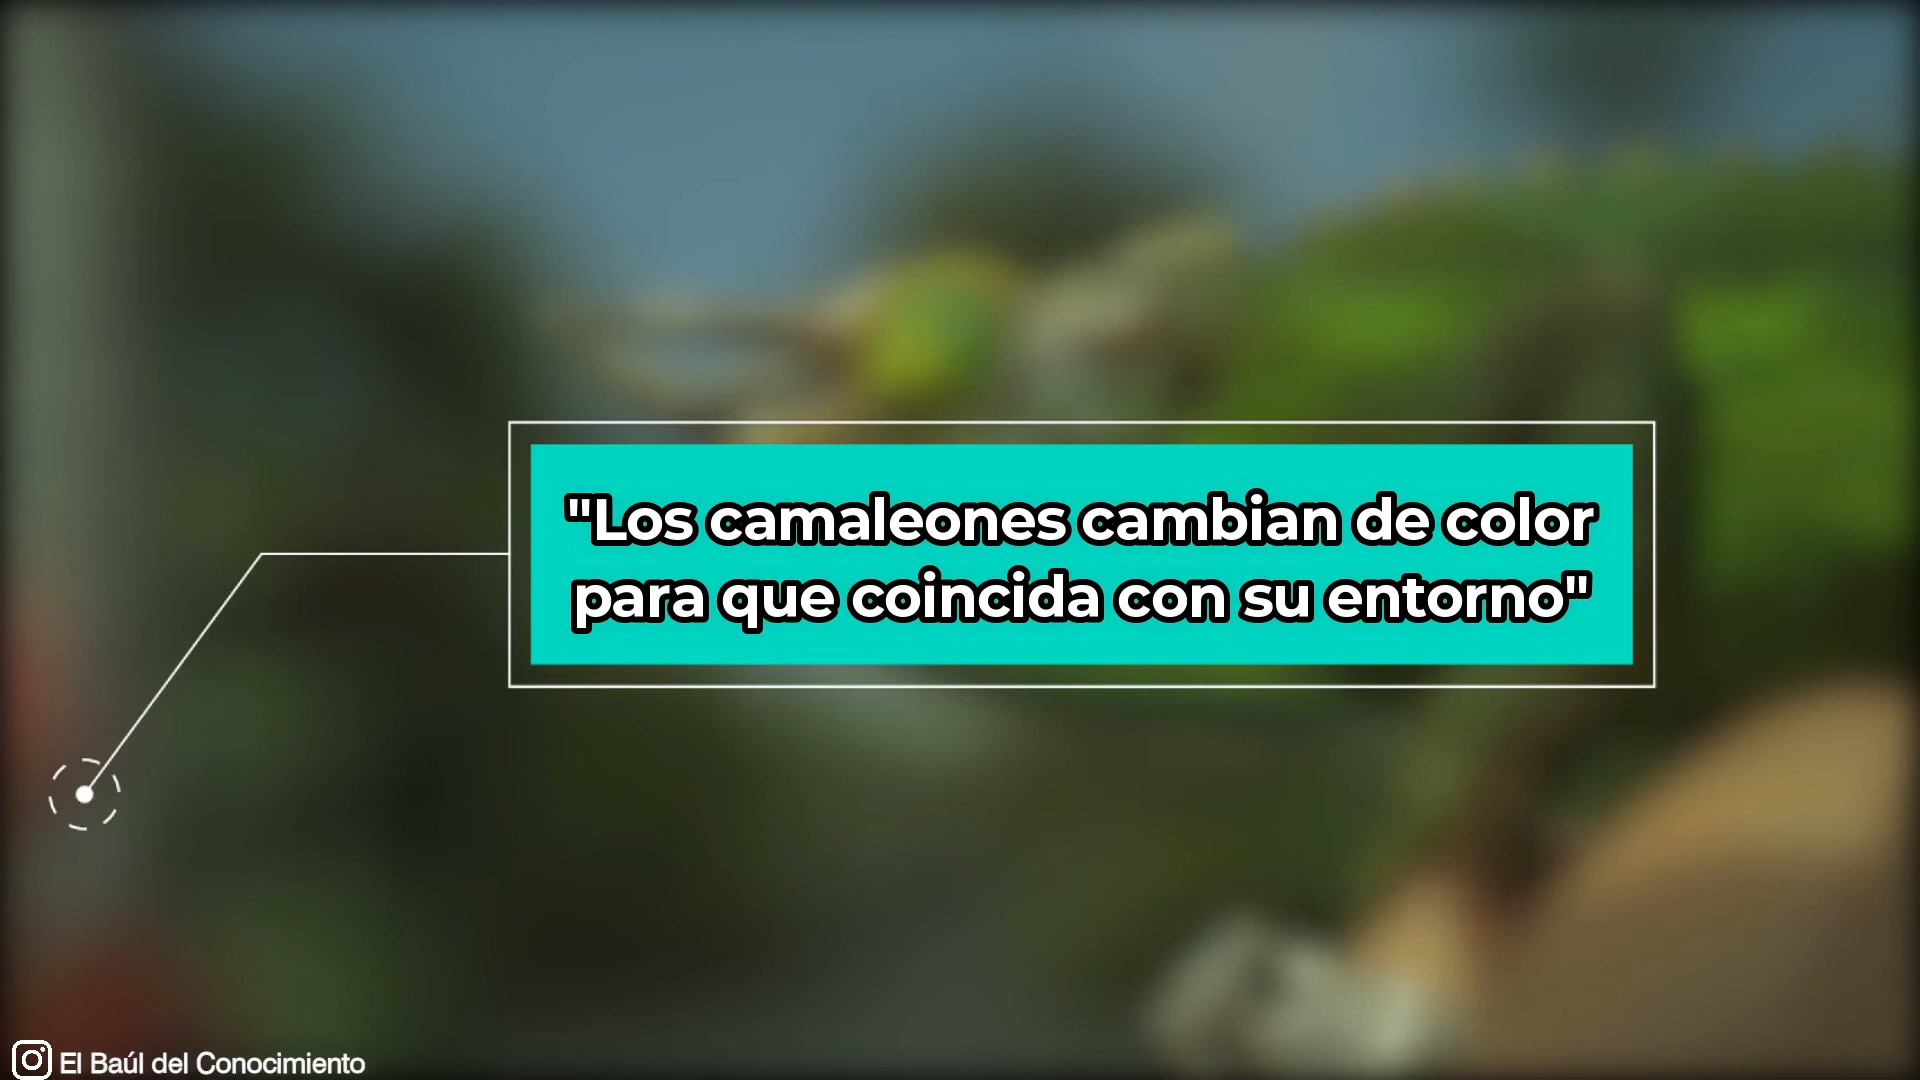 "Los camaleones cambian de color
para que coincida con su entorno"
El Baúl del Conocimiento